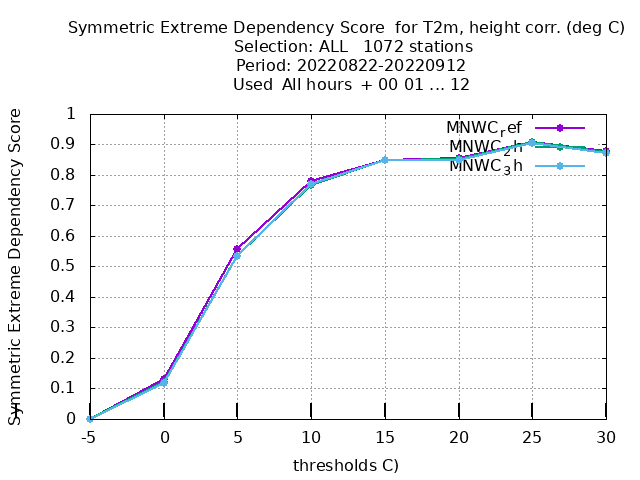 Symmetric Extreme Dependency Score  for T2m, height corr. (deg C)
Selection: ALL   1072 stations
Period: 20220822-20220912
Used  All hours  + 00 01 ... 12
Symmetric Extreme Dependency Score
1
0.9
0.8
0.7
0.6
0.5
0.4
0.3
0.2
0.1
0
MNWC_ref
MNWC_2h
MNWC_3h
-5 0 5 10 15 20 25 30
thresholds C)